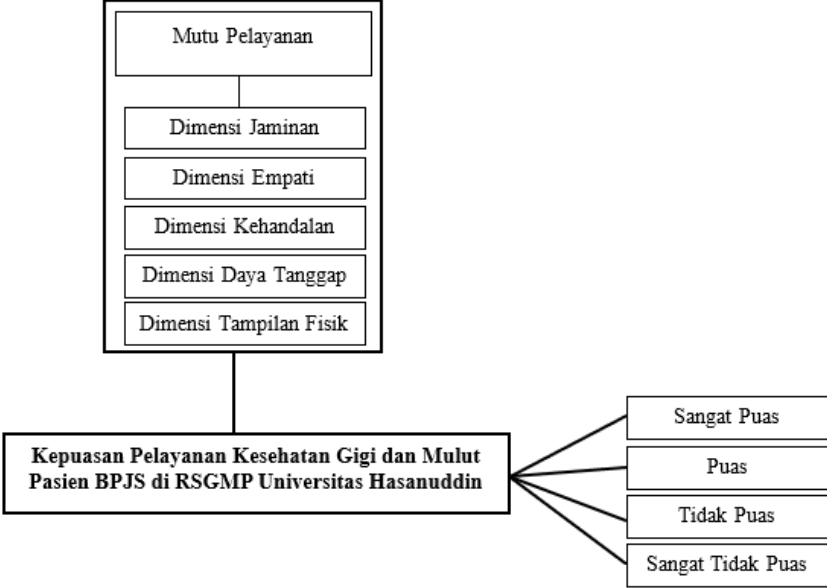 Mutu Pelayanan
Dimensi Jaminan
Dimensi Empati
Dimensi Kehandalan
Dimensi Daya Tanggap
Dimensi Tampilan Fisik
Kepuasan Pelayanan Kesehatan Gigi dan Mulut
Pasien BPJS di RSGMP Universitas Hasanuddin
Sangat Puas
Puas
Tidak Puas
Sangat Tidak Puas